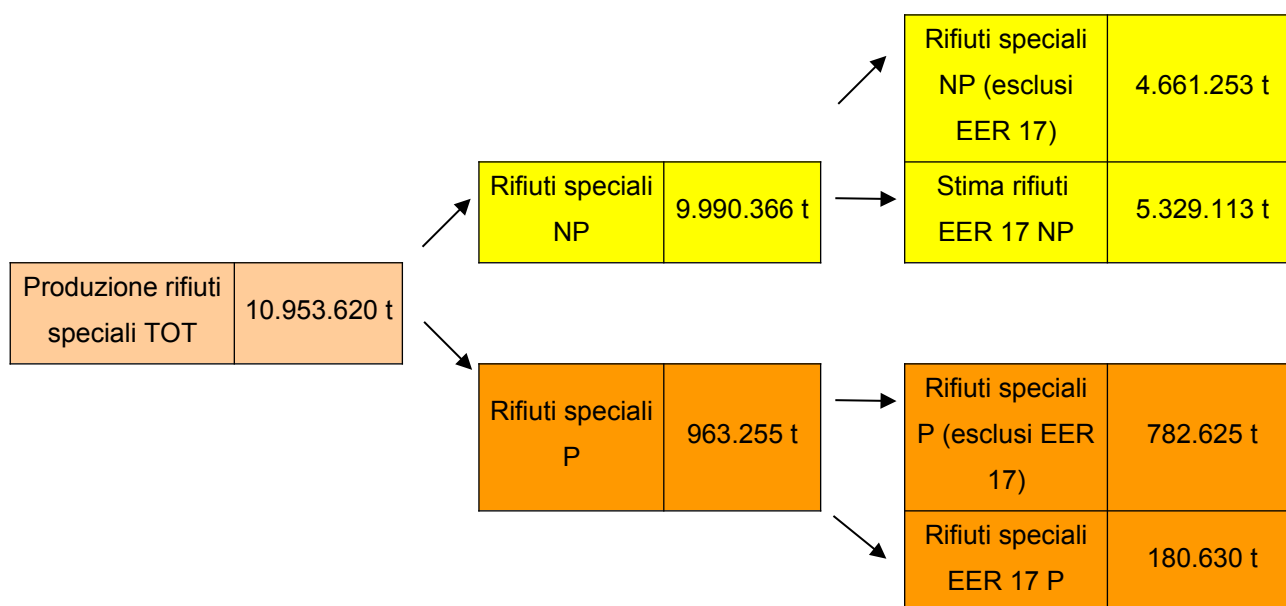 Produzione rifiuti
speciali TOT
10.953.620 t
Rifiuti speciali
NP
9.990.366 t
Rifiuti speciali
NP (esclusi
EER 17)
4.661.253 t
Stima rifiuti
EER 17 NP
5.329.113 t
Rifiuti speciali
P
963.255 t
Rifiuti speciali
P (esclusi EER
17)
782.625 t
Rifiuti speciali
EER 17 P
180.630 t